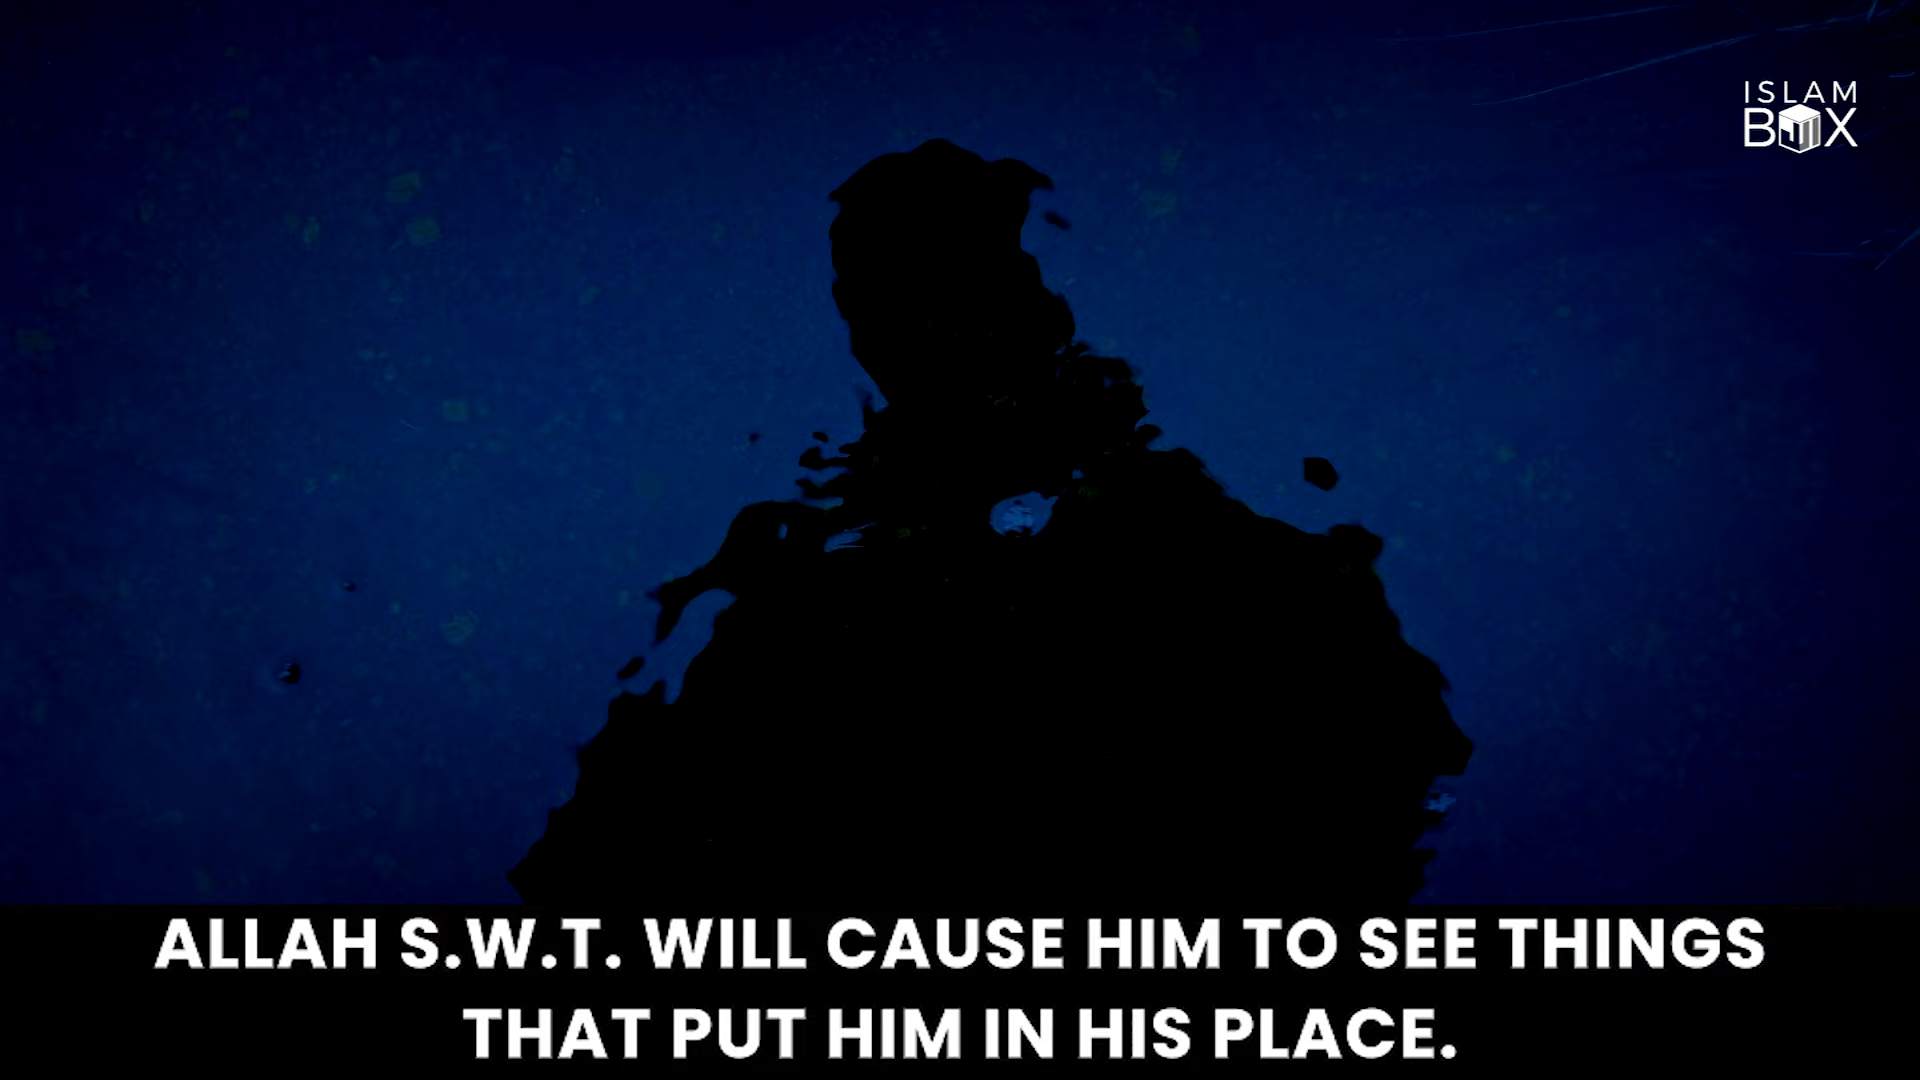 ISLAM
BOX
ALLAH S.W.T. WILL CAUSE HIM TO SEE THINGS
THAT PUT HIM IN HIS PLACE.